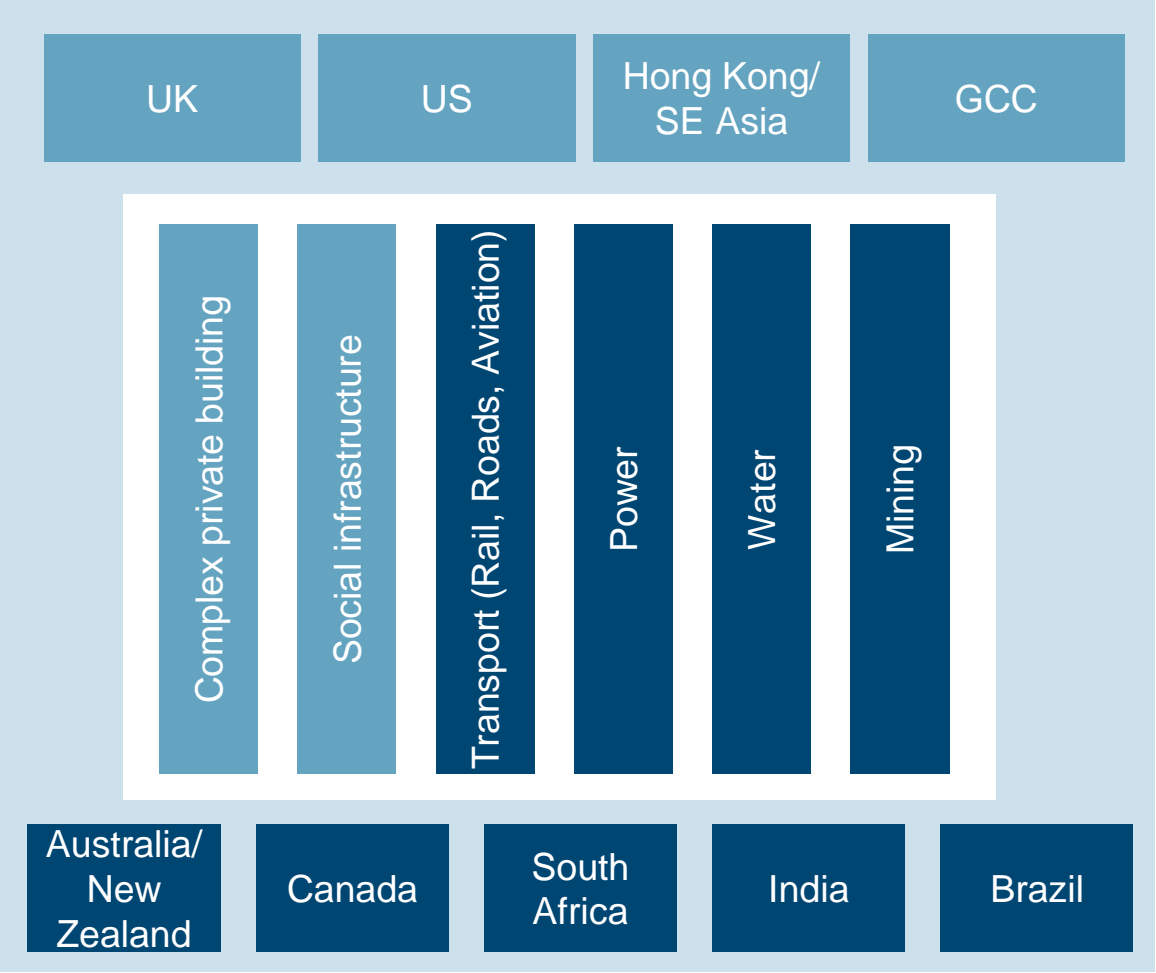 UK
US
Hong Kong/
SE Asia
GCC
Complex private building
Social infrastructure
Transport (Rail, Roads, Aviation)
Power
Water
Mining
Australia/
New
Zealand
Canada
South
Africa
India
Brazil